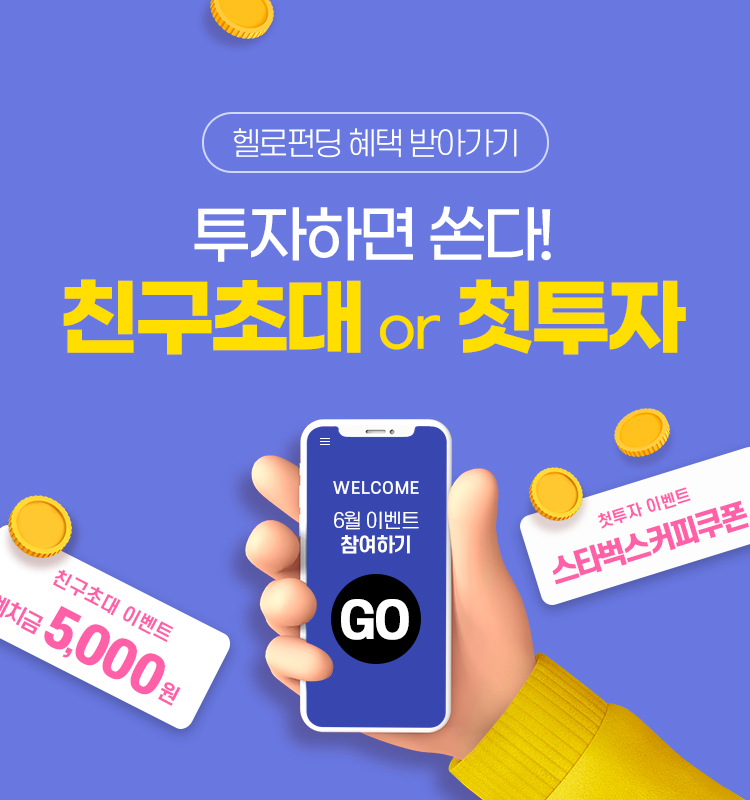 헬로펀딩 혜택 받아가기
투자하면 쏜다!
친구초대 or 첫투자
WELCOME
6월 이벤트
참여하기
GO
첫투자 이벤트
스타벅스커피쿠폰
친구초대 이벤트
예치금 5,000원